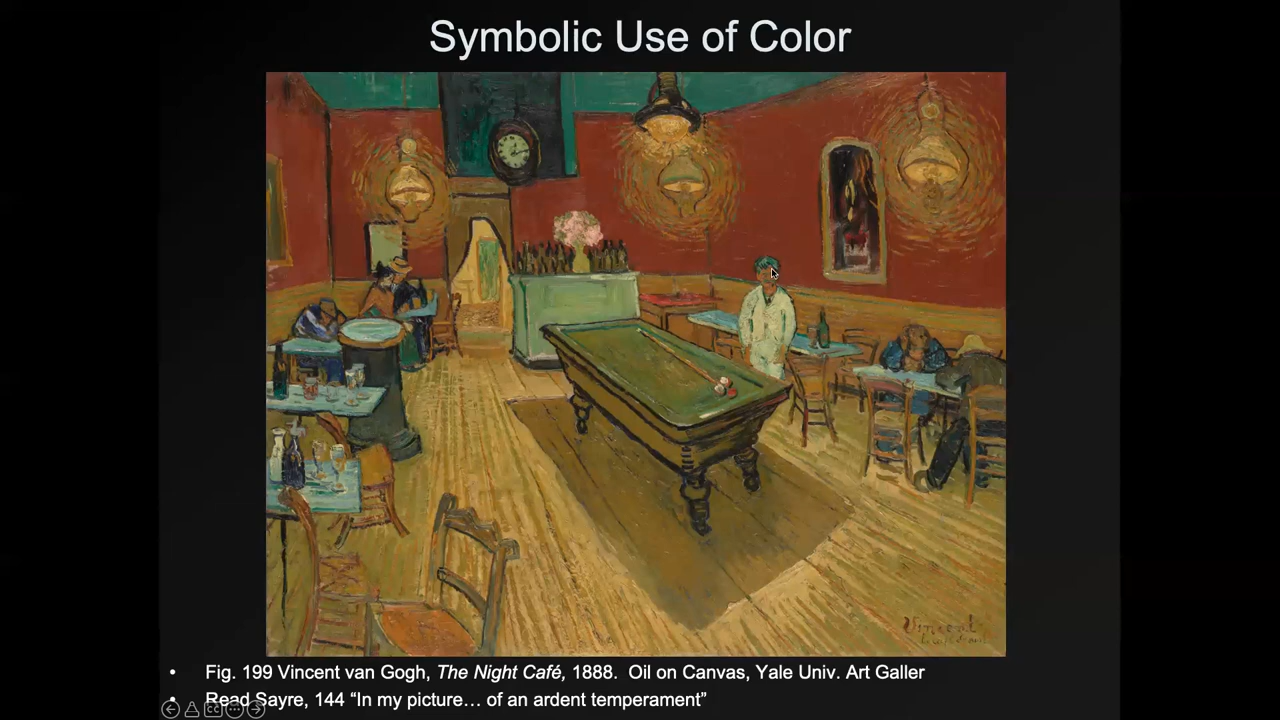 Symbolic Use of Color
Vincent
• Fig. 199 Vincent van Gogh, The Night Café, 1888. Oil on Canvas, Yale Univ. Art Galler
• Read Sayre, 144 “In my picture… of an ardent temperament”